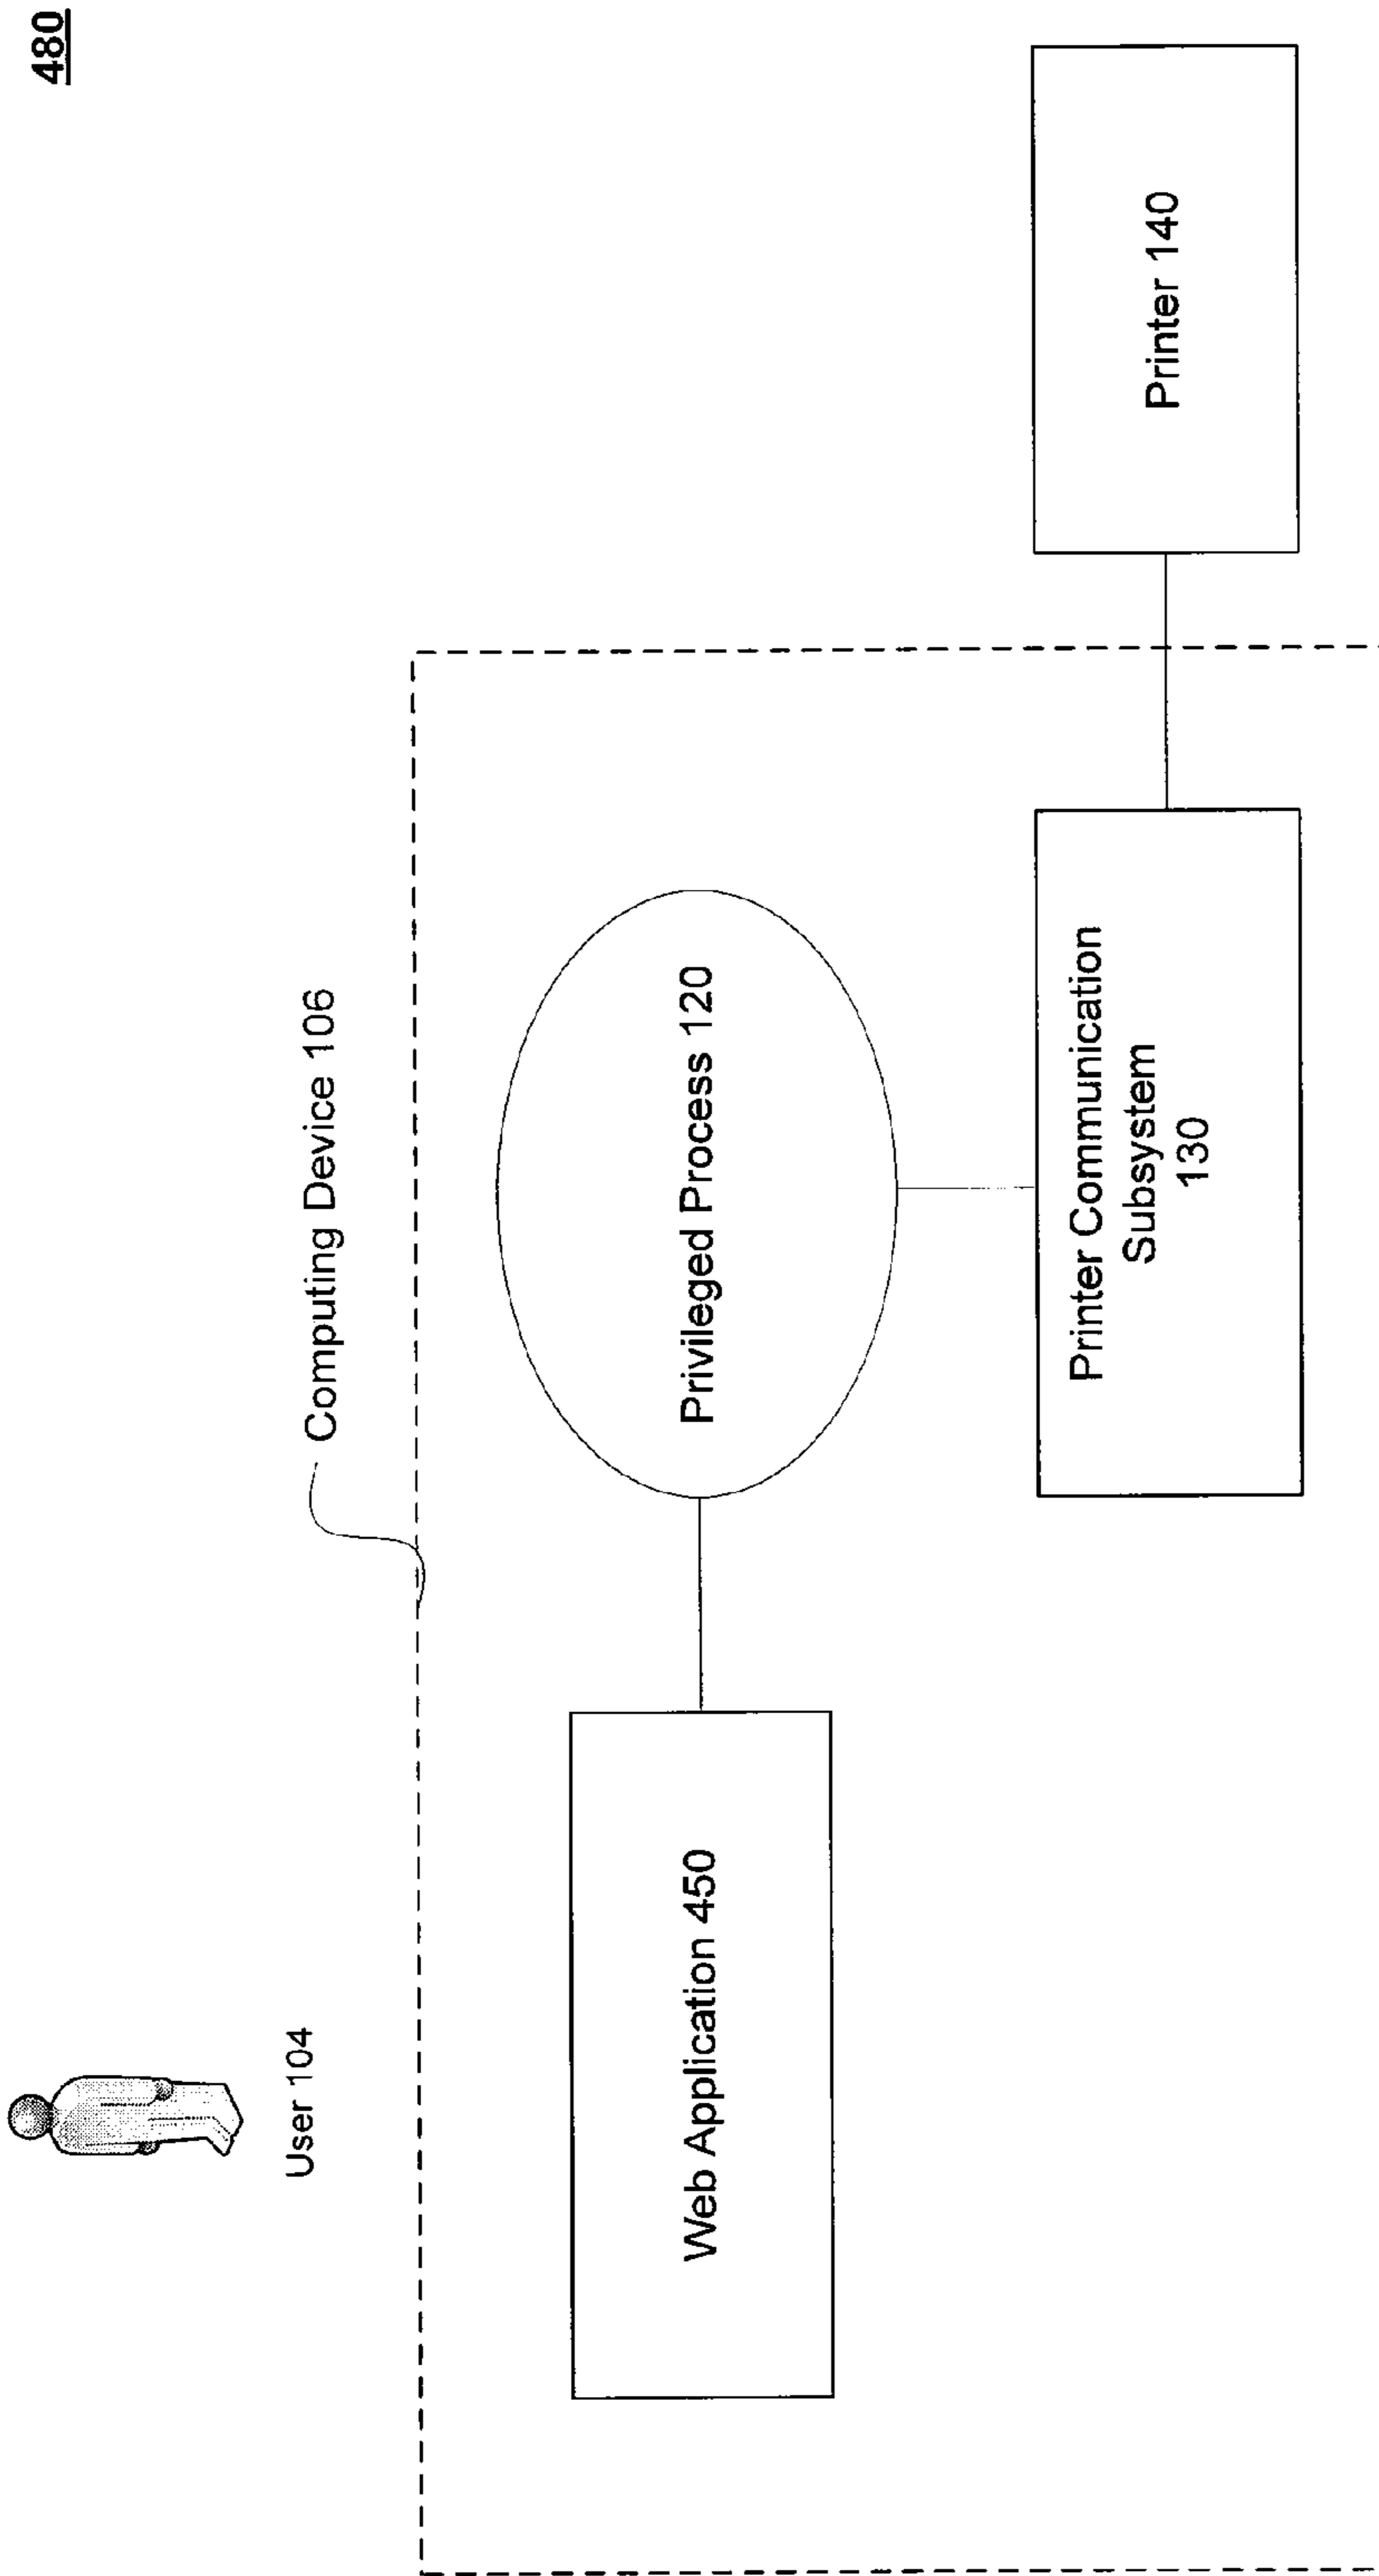 480
User 104
Computing Device 106
Web Application 450
Privileged Process 120
Printer Communication
Subsystem
130
Printer 140